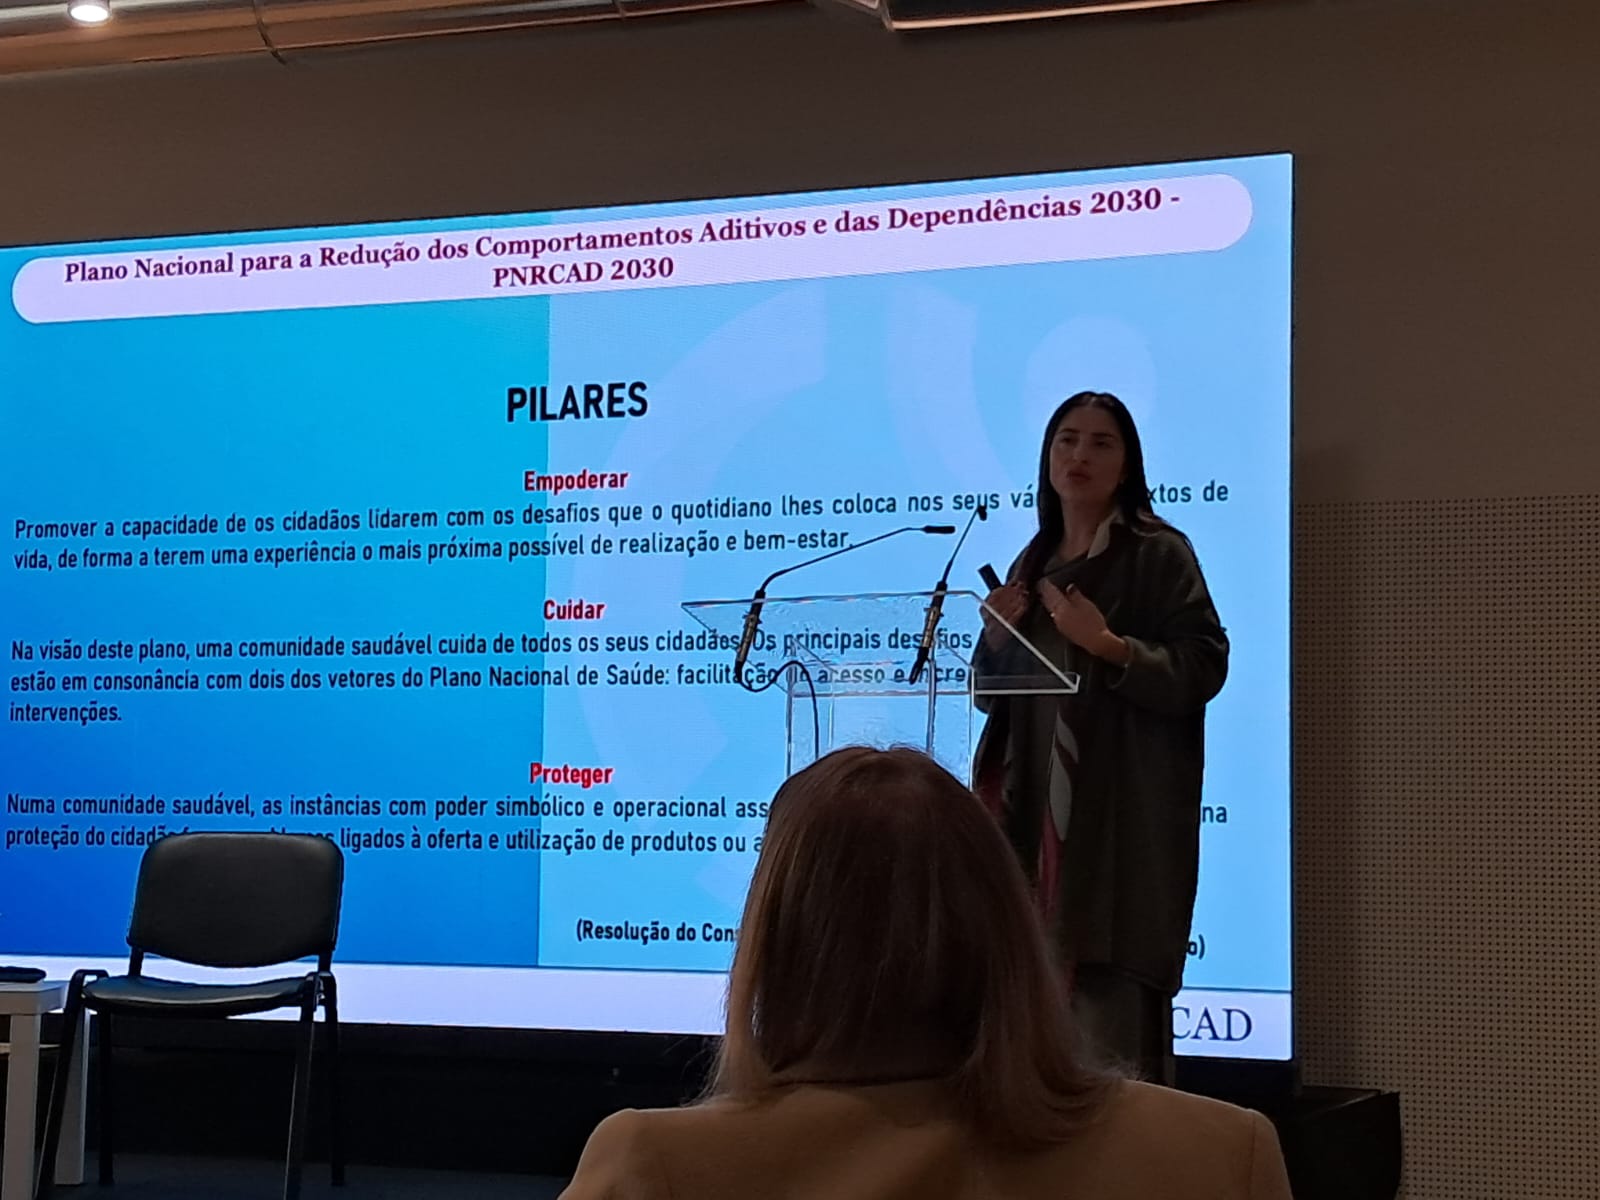 Plano Nacional para a Redução dos Comportamentos Aditivos e das Dependências 2030 -
PNRCAD 2030
PILARES
Empoderar
Promover a capacidade de os cidadãos lidarem com os desafios que o quotidiano lhes coloca nos seus de
vida, de forma a terem uma experiência o mais próxima possível de realização e bem-estar.
Cuidar
Na visão deste plano, uma comunidade saudável cuida de todos os seus cidadãos. Os principais desafios
estão em consonância com dois dos vetores do Plano Nacional de Saúde: facilitação do acesso e
intervenções.
Proteger
Numa comunidade saudável, as instâncias com poder simbólico e operacional na
proteção do ligados à oferta e utilização de produtos ou
(Resolução do
CAD